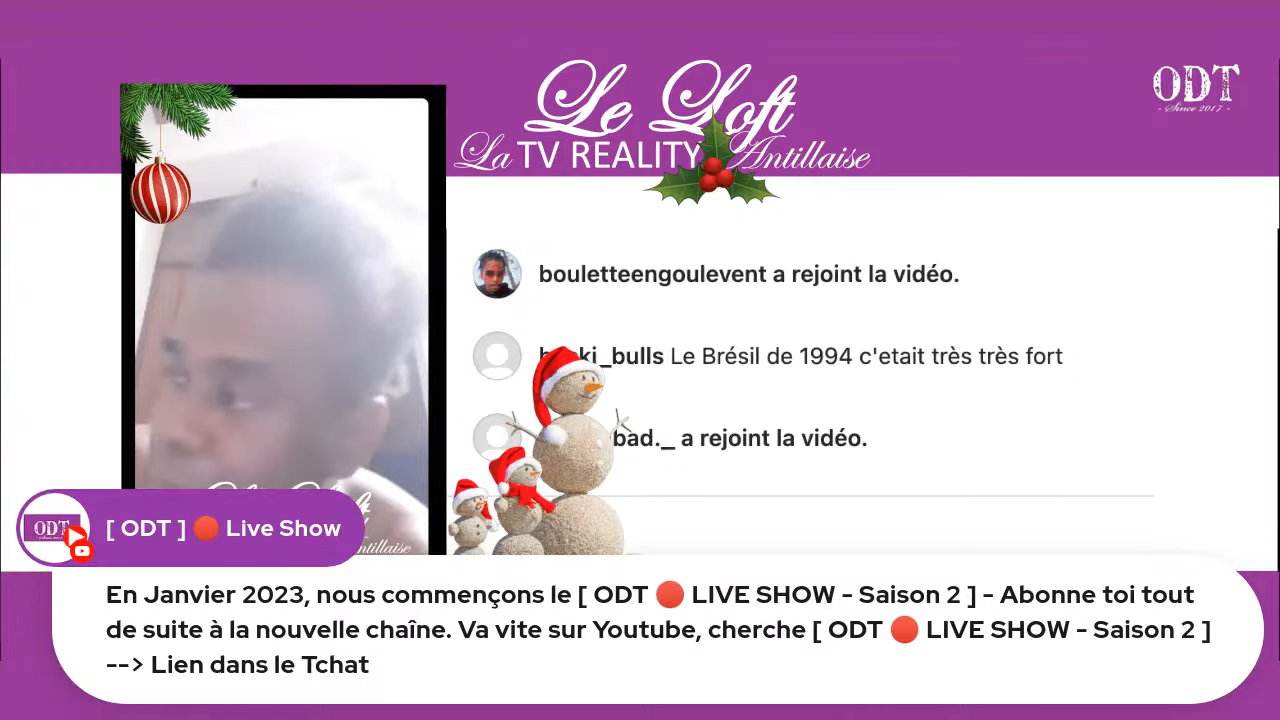 Le Loft
La TV REALITY Antillaise
ODT
- Since 2017 -
bouletteengoulevent a rejoint la vidéo.
ki_bulls Le Brésil de 1994 c'etait très très fort
bad._ a rejoint la vidéo.
ODT
[ ODT ] 🔴 Live Show
En Janvier 2023, nous commençons le [ ODT 🔴 LIVE SHOW - Saison 2 ] - Abonne toi tout
de suite à la nouvelle chaîne. Va vite sur Youtube, cherche [ ODT 🔴 LIVE SHOW - Saison 2 ]
--> Lien dans le Tchat